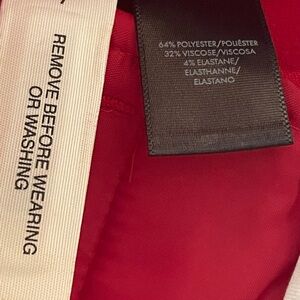 REMOVE BEFORE WEARING
OR WASHING
64% POLYESTER/POLIÉSTER
32% VISCOSE/VISCOSA
4% ELASTANE/
ELASTHANNE/
ELASTANO